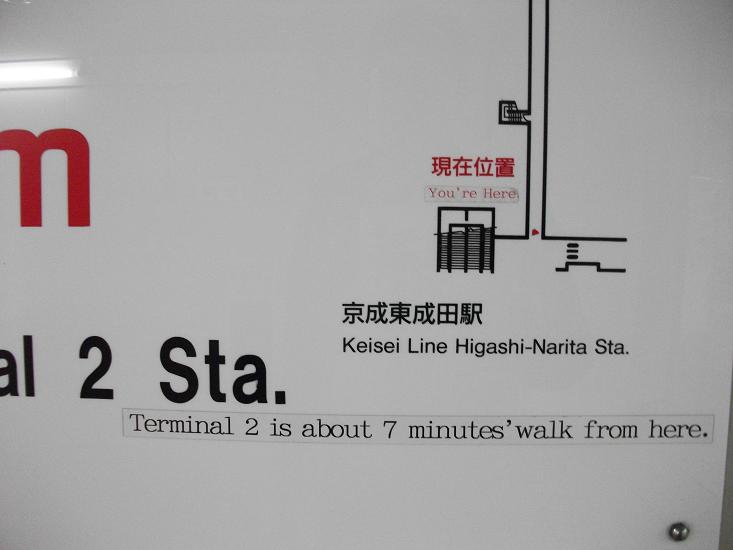 m
現在位置
You're Here.
京成東成田駅
Keisei Line Higashi-Narita Sta.
al 2 Sta.
Terminal 2 is about 7 minutes'walk from here.